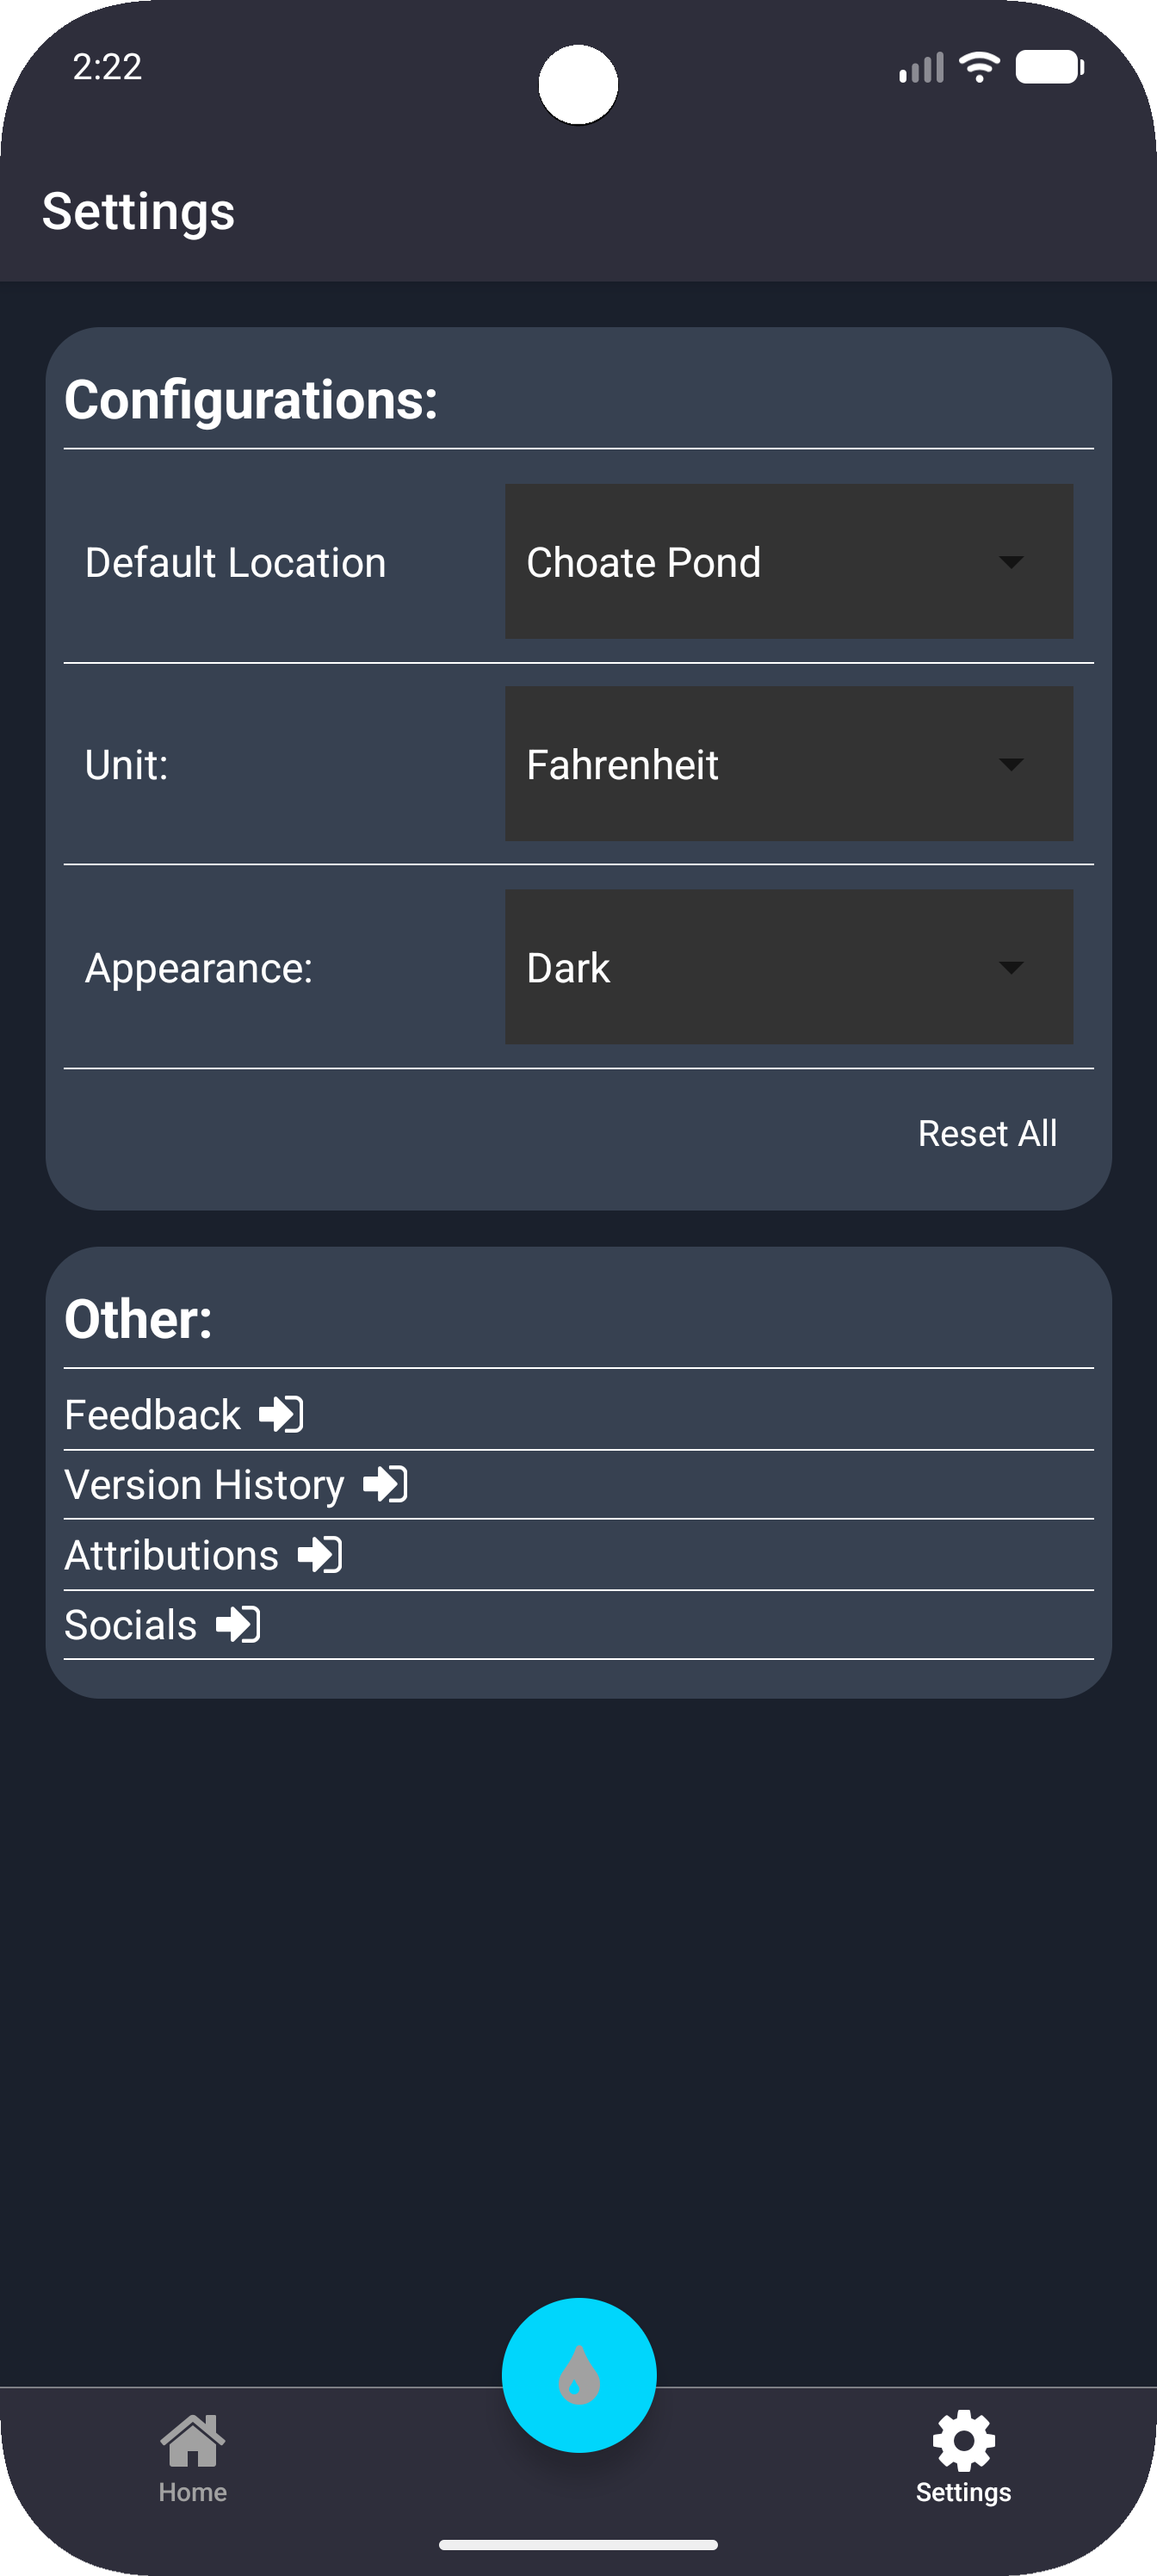 2:22
Settings
Configurations:
Default Location
Choate Pond
Unit:
Fahrenheit
Appearance:
Dark
Reset All
Other:
Feedback
Version History
Attributions
Socials
Home
Settings